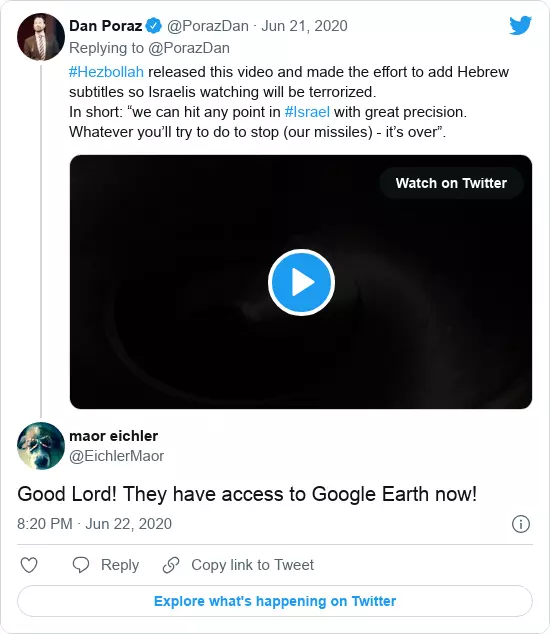 Dan Poraz @PorazDan · Jun 21, 2020
Replying to @PorazDan
#Hezbollah released this video and made the effort to add Hebrew
subtitles so Israelis watching will be terrorized.
In short: “we can hit any point in #Israel with great precision.
Whatever you’ll try to do to stop (our missiles) - it’s over”.
Watch on Twitter
maor eichler
@EichlerMaor
Good Lord! They have access to Google Earth now!
8:20 PM · Jun 22, 2020
Reply Copy link to Tweet
Explore what's happening on Twitter